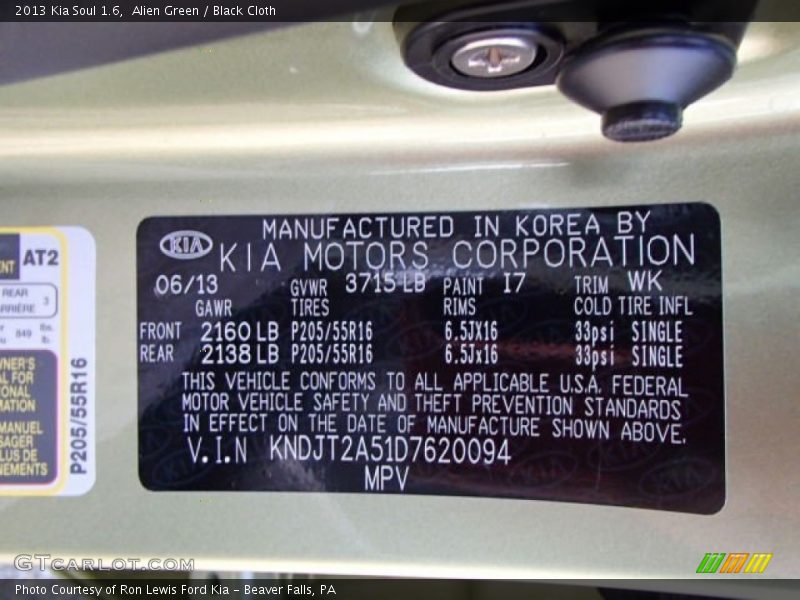 2013 Kia Soul 1.6, Alien Green / Black Cloth
MANUFACTURED IN KOREA BY
KIA KIA MOTORS CORPORATION
06/13 GVWR 3715 LB PAINT I7 TRIM WK
GAWR TIRES RIMS COLD TIRE INFL
FRONT 2160 LB P205/55R16 6.5JX16 33psi SINGLE
REAR 2138 LB P205/55R16 6.5Jx16 33psi SINGLE
THIS VEHICLE CONFORMS TO ALL APPLICABLE U.S.A. FEDERAL
MOTOR VEHICLE SAFETY AND THEFT PREVENTION STANDARDS
IN EFFECT ON THE DATE OF MANUFACTURE SHOWN ABOVE.
V.I.N KNDJT2A51D7620094
MPV
AT2
REAR
3
849 lbs.
P205/55R16
GTCarLot.com
Photo Courtesy of Ron Lewis Ford Kia - Beaver Falls, PA